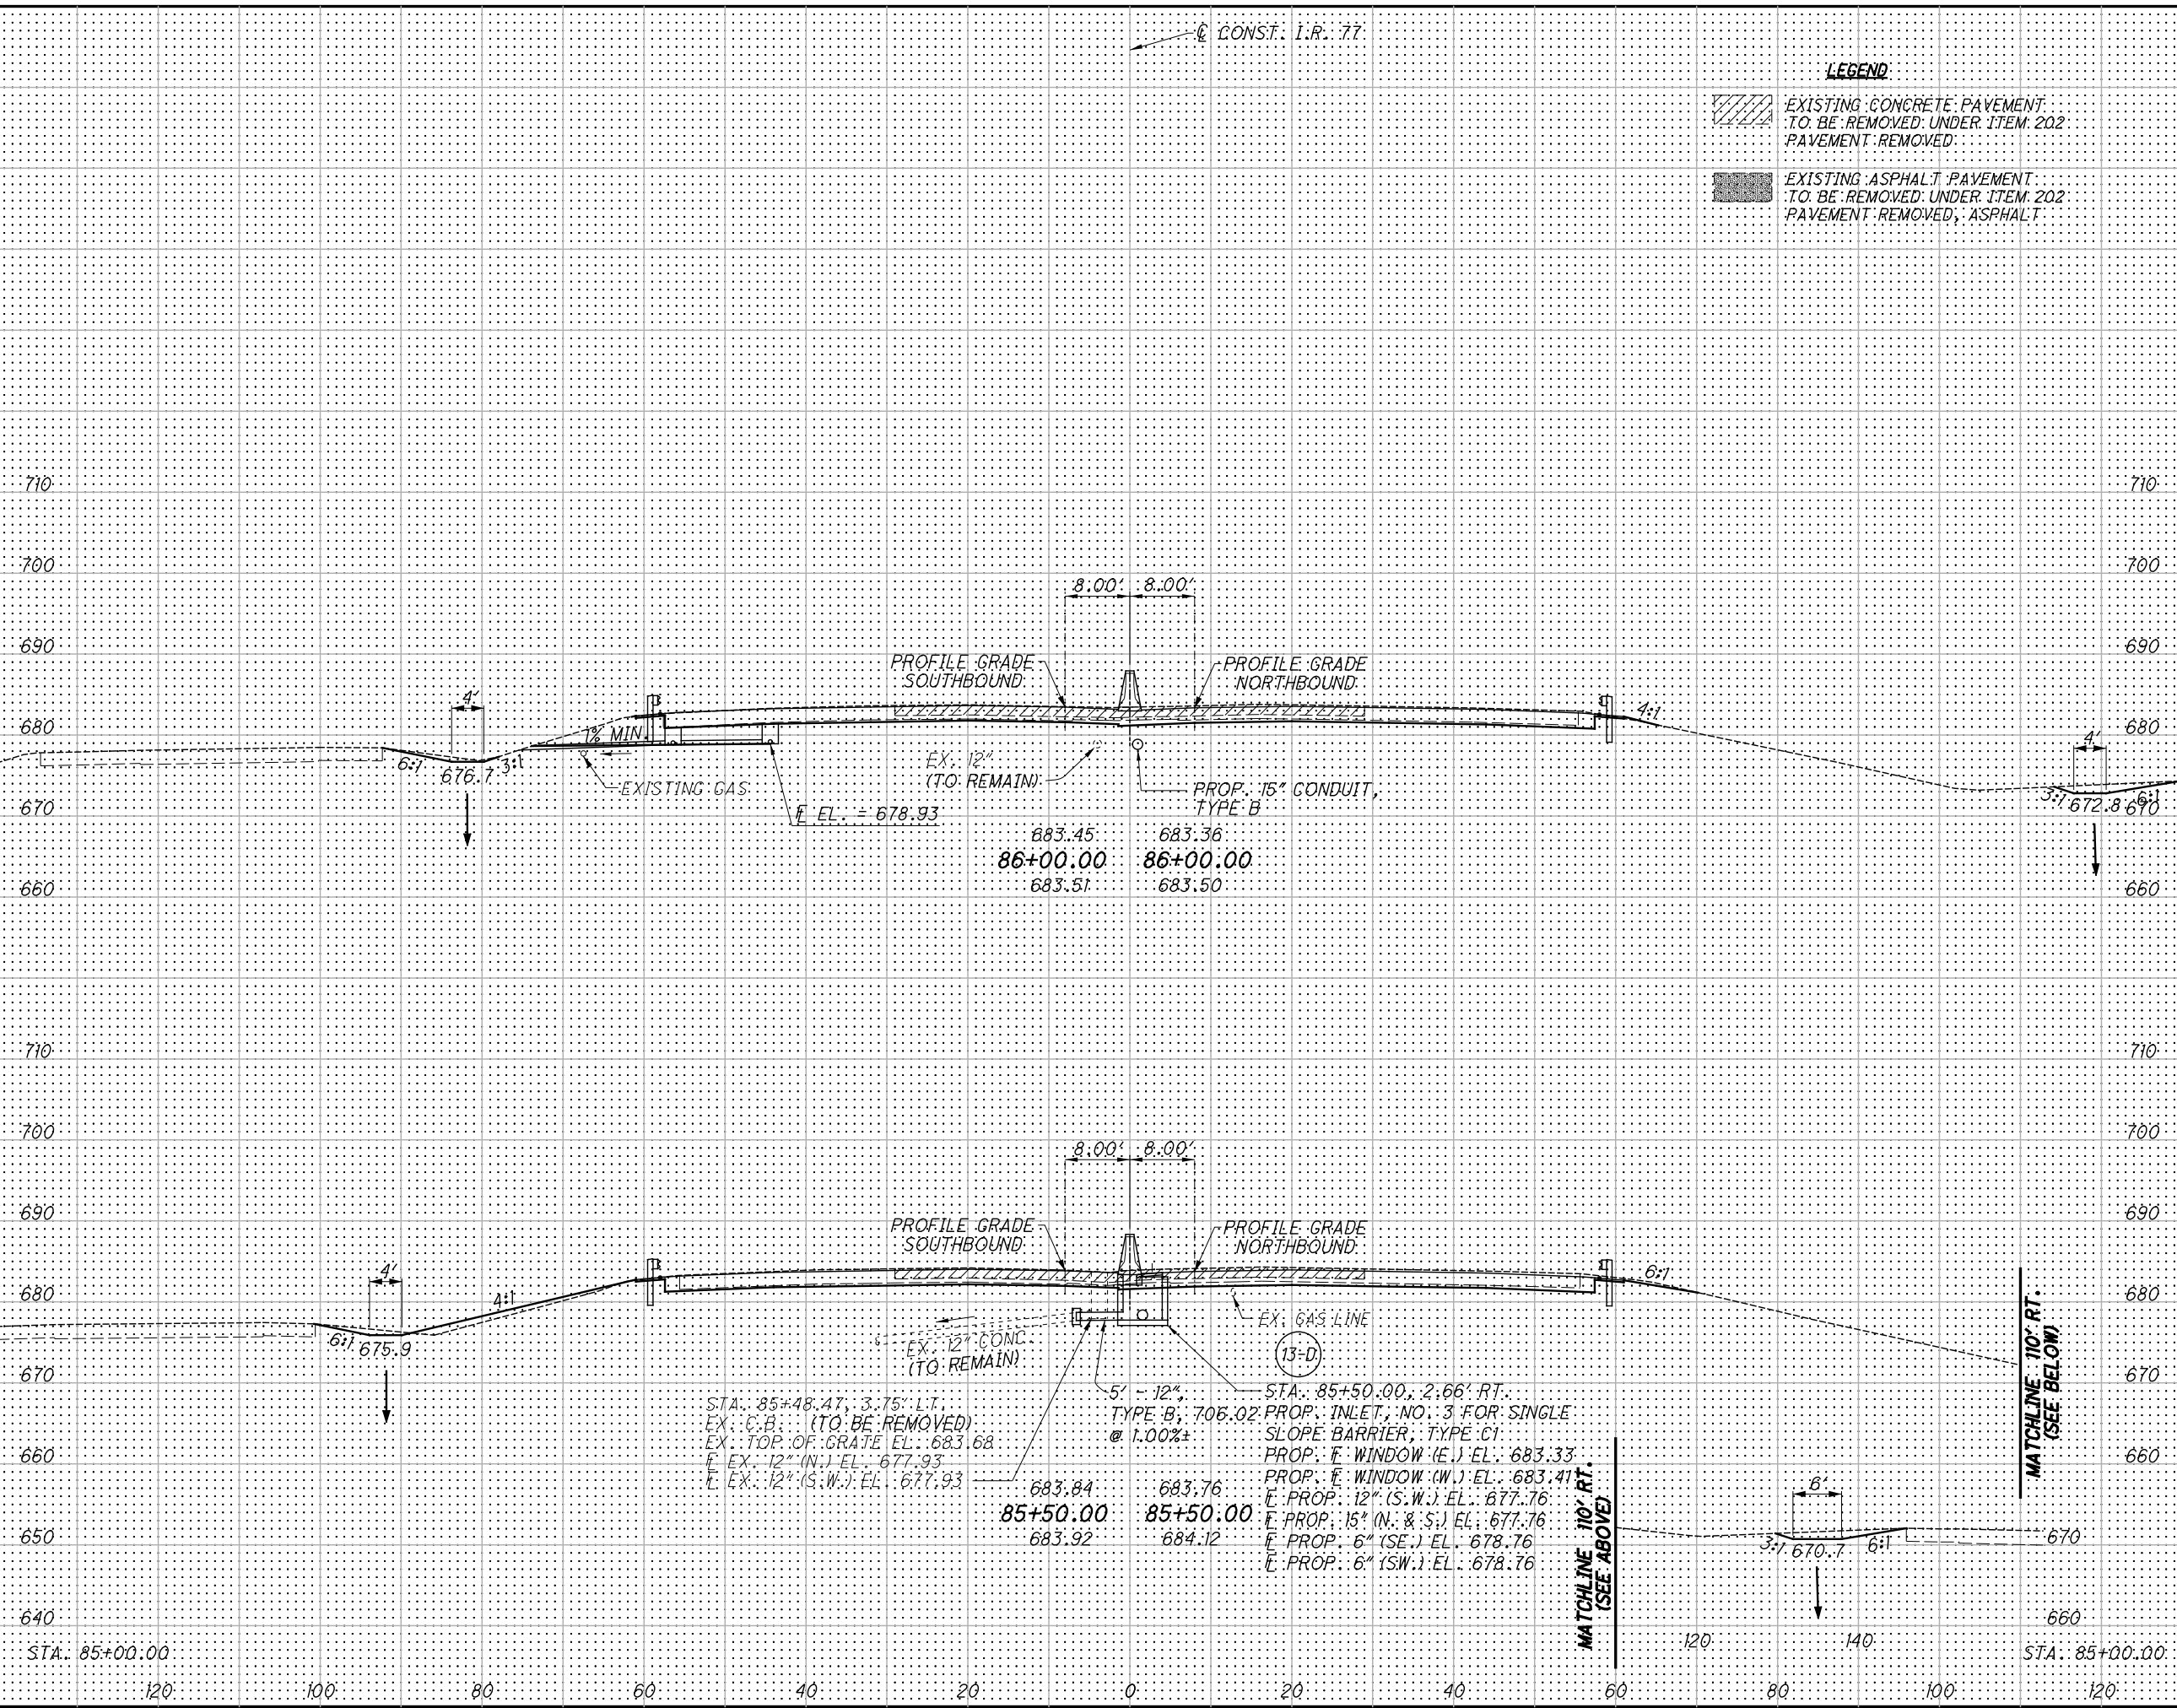 ℄ CONST. I.R. 77
LEGEND
EXISTING CONCRETE PAVEMENT
TO BE REMOVED UNDER ITEM 202
PAVEMENT REMOVED
EXISTING ASPHALT PAVEMENT
TO BE REMOVED UNDER ITEM 202
PAVEMENT REMOVED, ASPHALT
710 710
700 700
8.00' 8.00'
690 690
PROFILE GRADE
SOUTHBOUND
PROFILE GRADE
NORTHBOUND
4'
4:1
680 680
1% MIN.
4'
6:1
676.7
3:1
EXISTING GAS
EX. 12"
(TO REMAIN)
PROP. 15" CONDUIT,
TYPE B
3:1
672.8
6:1
670 670
EL. = 678.93
683.45 683.36
86+00.00 86+00.00
683.51 683.50
660 660
710 710
700 700
8.00' 8.00'
690 690
PROFILE GRADE
SOUTHBOUND
PROFILE GRADE
NORTHBOUND
4'
6:1
680 680
4:1
6:1
675.9
EX. 12" CONC.
(TO REMAIN)
EX. GAS LINE
13-D
MATCHLINE 110' RT.
(SEE BELOW)
670 670
STA. 85+48.47, 3.75' LT.
EX. C.B. (TO BE REMOVED)
EX. TOP OF GRATE EL. 683.68
EX. 12" (N.) EL. 677.93
EX. 12" (S.W.) EL. 677.93
5' - 12",
TYPE B, 706.02
@ 1.00%±
STA. 85+50.00, 2.66' RT.
PROP. INLET, NO. 3 FOR SINGLE
SLOPE BARRIER, TYPE C1
PROP. WINDOW (E.) EL. 683.33
PROP. WINDOW (W.) EL. 683.41
PROP. 12" (S.W.) EL. 677.76
PROP. 15" (N. & S.) EL. 677.76
PROP. 6" (SE.) EL. 678.76
PROP. 6" (SW.) EL. 678.76
660 660
683.84 683.76
85+50.00 85+50.00
683.92 684.12
MATCHLINE 110' RT.
(SEE ABOVE)
6'
650 670
3:1
670.7
6:1
640 660
120 140
STA. 85+00.00 STA. 85+00.00
120 100 80 60 40 20 0 20 40 60 80 100 120